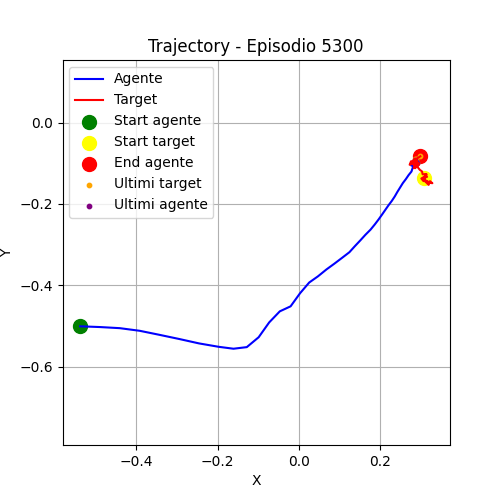 Trajectory - Episodio 5300
Agente
Target
Start agente
Start target
End agente
Ultimi target
Ultimi agente
0.0
−0.2
−0.4
−0.6
Y
−0.4
−0.2
0.0
0.2
X